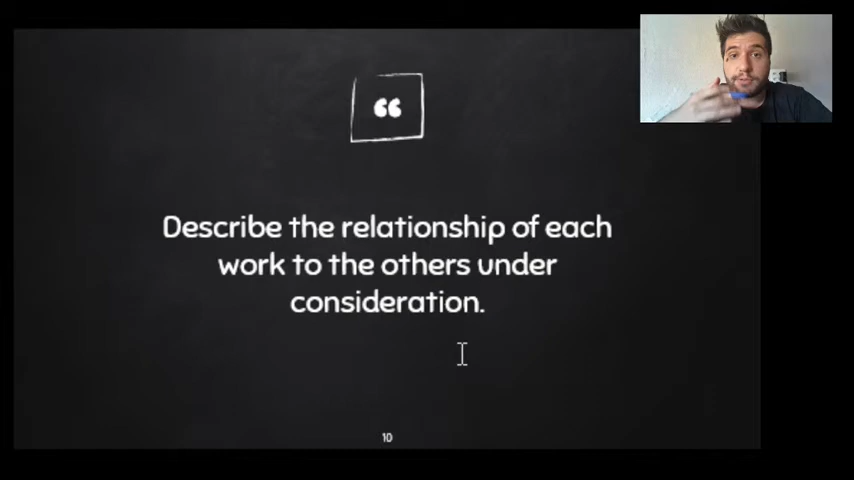 “
Describe the relationship of each
work to the others under
consideration.
10